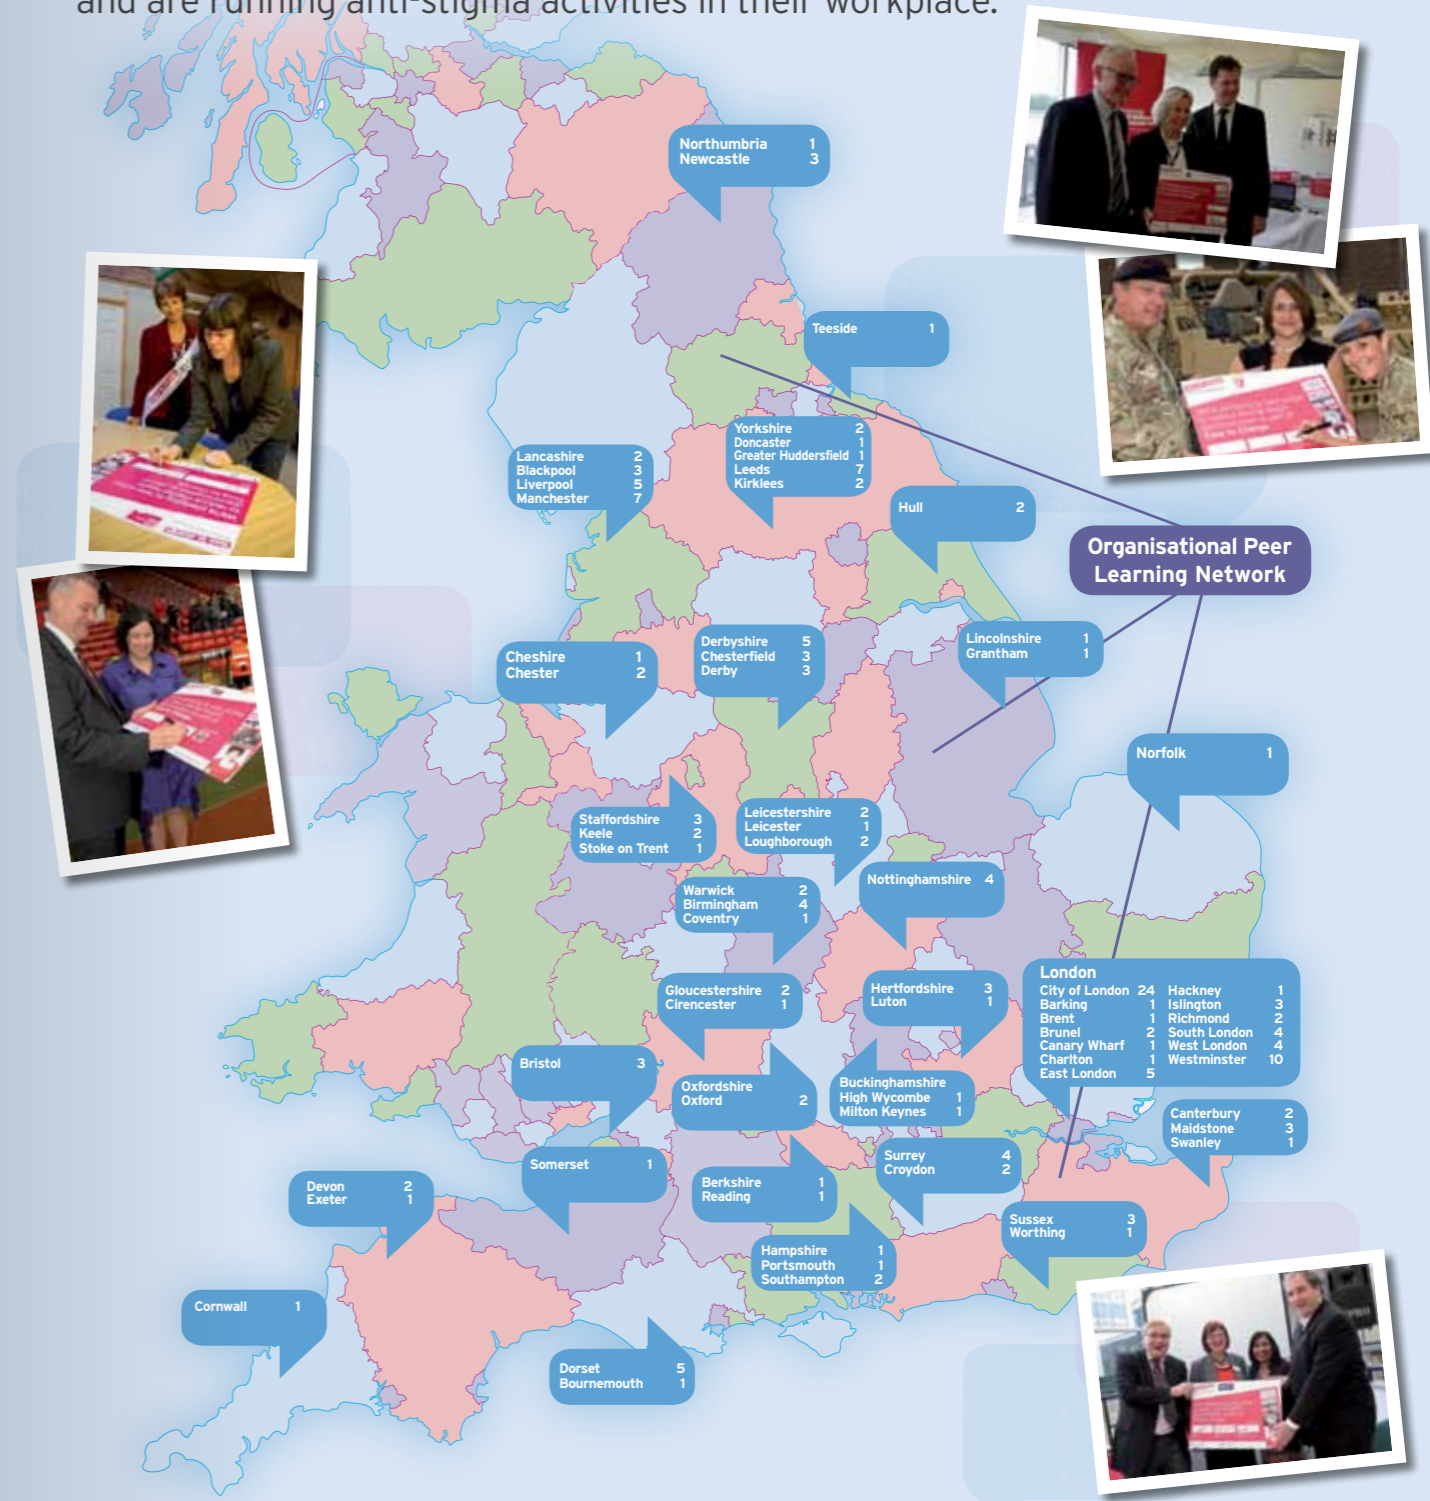 and are running anti-stigma activities in their workplace.
Northumbria 1
Newcastle 3
Teeside 1
Yorkshire 2
Doncaster 1
Greater Huddersfield 1
Leeds 7
Kirklees 2
Lancashire 2
Blackpool 3
Liverpool 5
Manchester 7
Hull 2
Organisational Peer
Learning Network
Lincolnshire 1
Grantham 1
Cheshire 1
Chester 2
Derbyshire 5
Chesterfield 3
Derby 3
Norfolk 1
Staffordshire 3
Keele 2
Stoke on Trent 1
Leicestershire 2
Leicester 1
Loughborough 2
Nottinghamshire 4
Warwick 2
Birmingham 4
Coventry 1
Gloucestershire 2
Cirencester 1
Hertfordshire 3
Luton 1
London
City of London 24 Hackney 1
Barking 1 Islington 3
Brent 1 Richmond 2
Brunel 2 South London 4
Canary Wharf 1 West London 4
Charlton 1 Westminster 10
East London 5
Bristol 3
Oxfordshire
Oxford 2
Buckinghamshire
High Wycombe 1
Milton Keynes 1
Canterbury 2
Maidstone 3
Swanley 1
Somerset 1
Surrey 4
Croydon 2
Devon 2
Exeter 1
Berkshire 1
Reading 1
Sussex 3
Worthing 1
Hampshire 1
Portsmouth 1
Southampton 2
Cornwall 1
Dorset 5
Bournemouth 1